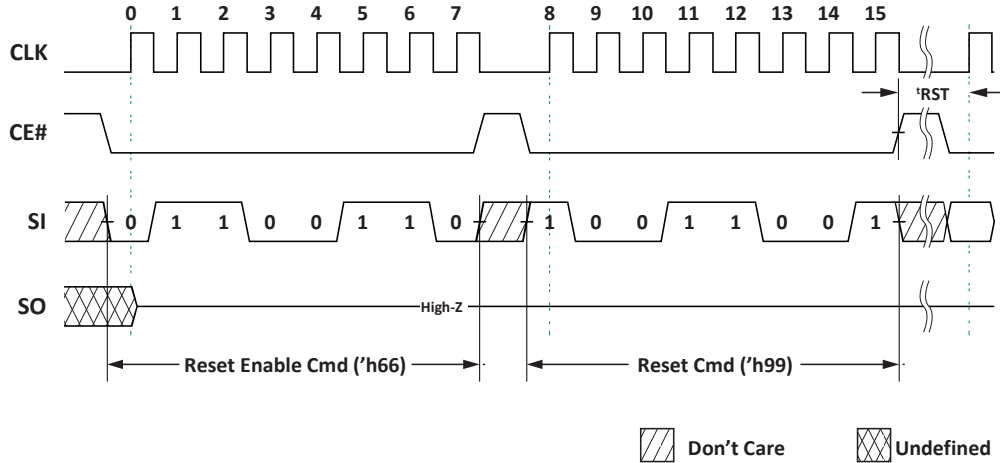 0 1 2 3 4 5 6 7 8 9 10 11 12 13 14 15
CLK
tRST
CE#
SI 0 1 1 0 0 1 1 0 1 0 0 1 1 0 0 1
SO
High-Z
Reset Enable Cmd ('h66) Reset Cmd ('h99)
Don't Care Undefined